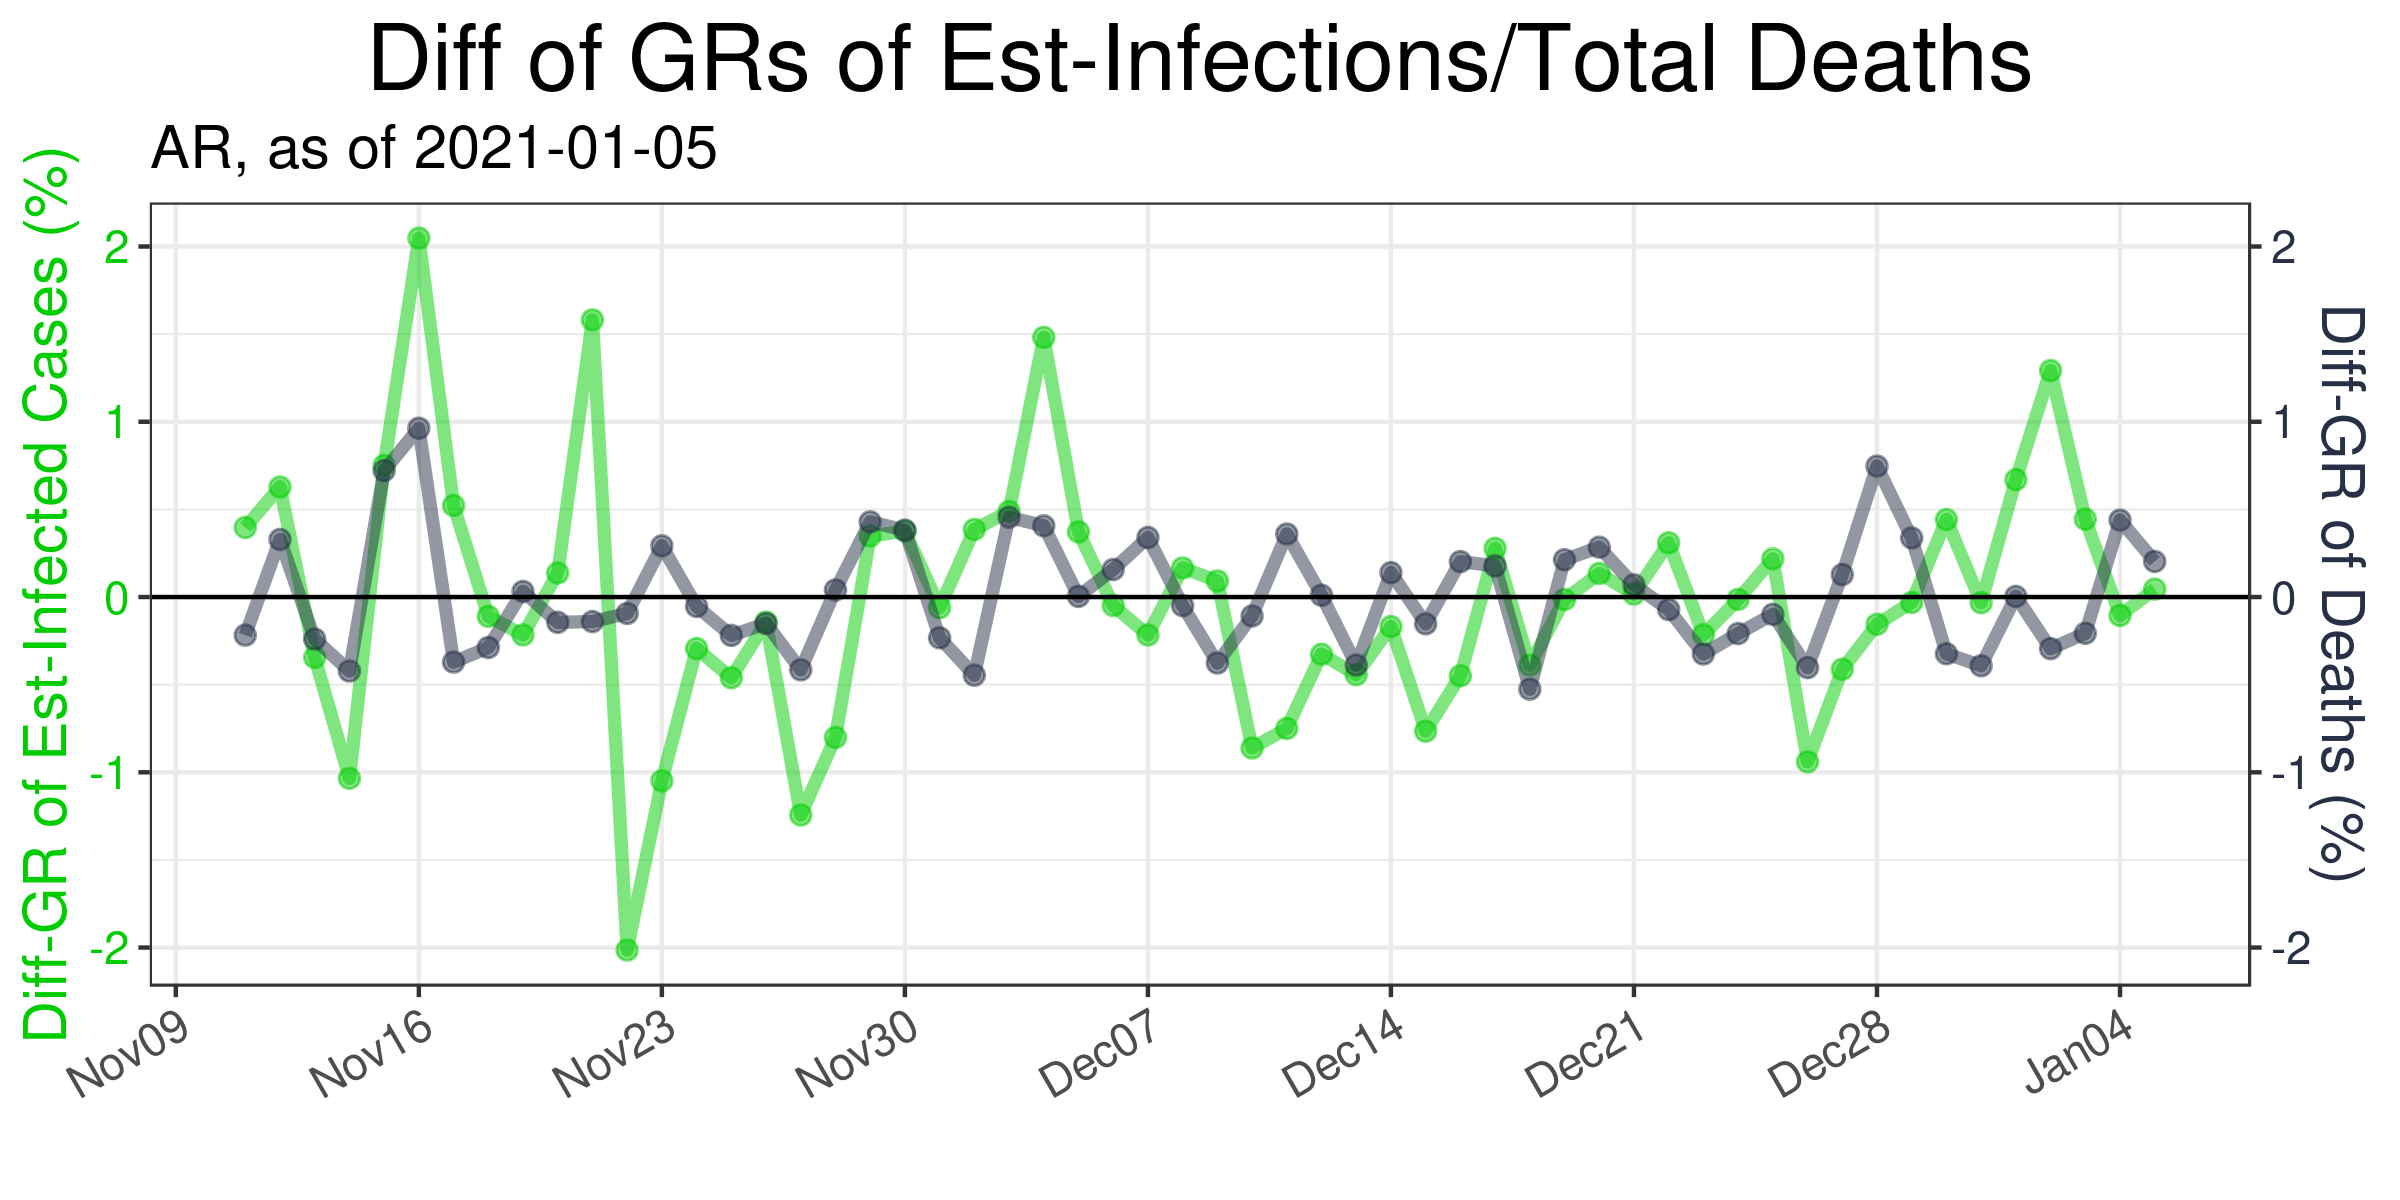 Diff of GRs of Est-Infections/Total Deaths
AR, as of 2021-01-05
Diff-GR of Est-Infected Cases (%)
2
1
0
-1
-2
2
1
0
-1
-2
Diff-GR of Deaths (%)
Nov09
Nov16
Nov23
Nov30
Dec07
Dec14
Dec21
Dec28
Jan04